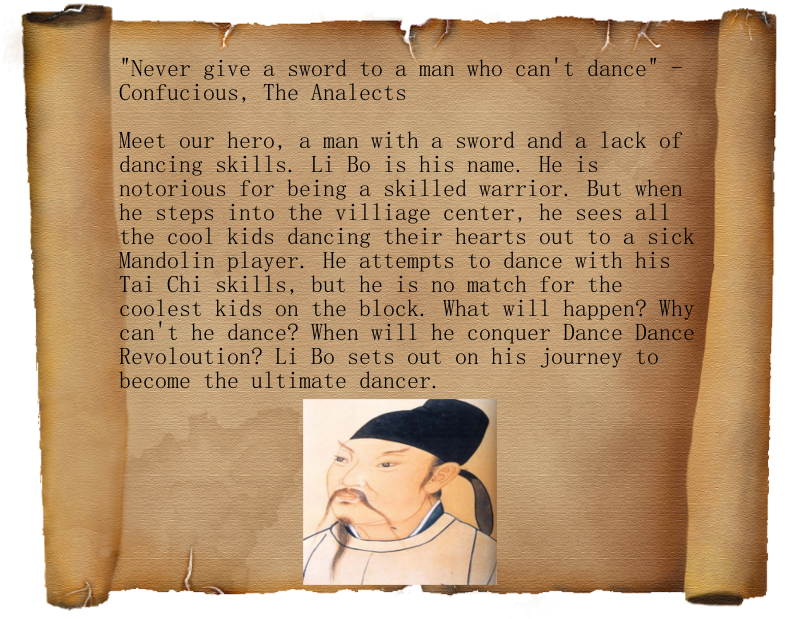 "Never give a sword to a man who can't dance" -
Confucious, The Analects
Meet our hero, a man with a sword and a lack of
dancing skills. Li Bo is his name. He is
notorious for being a skilled warrior. But when
he steps into the villiage center, he sees all
the cool kids dancing their hearts out to a sick
Mandolin player. He attempts to dance with his
Tai Chi skills, but he is no match for the
coolest kids on the block. What will happen? Why
can't he dance? When will he conquer Dance Dance
Revoloution? Li Bo sets out on his journey to
become the ultimate dancer.